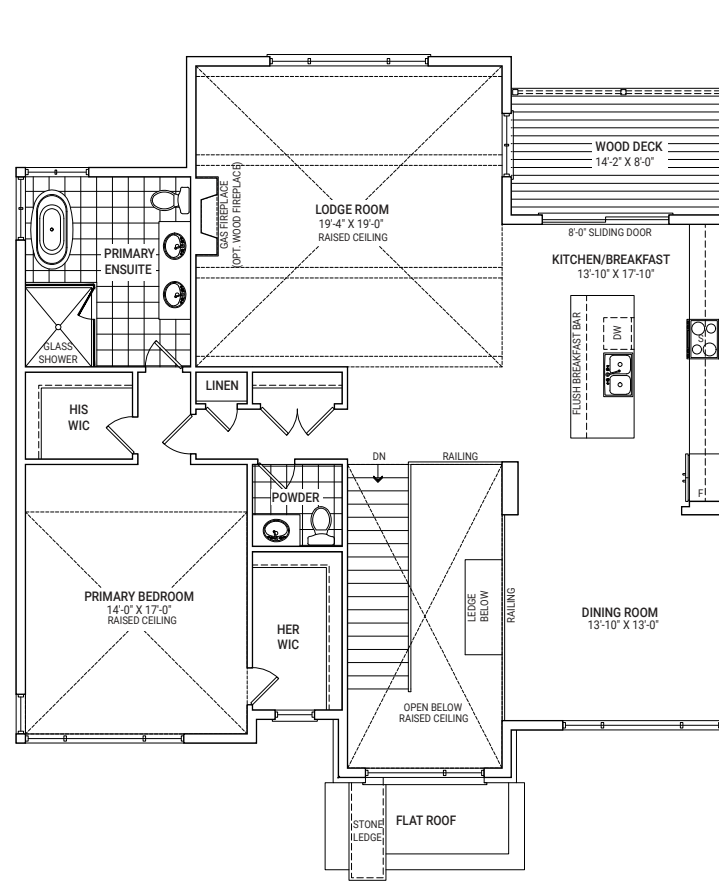 WOOD DECK
14'-2" X 8'-0"
GAS FIREPLACE
(OPT. WOOD FIREPLACE)
LODGE ROOM
19'-4" X 19'-0"
RAISED CEILING
8'-0" SLIDING DOOR
KITCHEN/BREAKFAST
13'-10" X 17'-10"
PRIMARY
ENSUITE
FLUSH BREAKFAST BAR
DW
S
GLASS
SHOWER
LINEN
HIS
WIC
DN
RAILING
POWDER
F
PRIMARY BEDROOM
14'-0" X 17'-0"
RAISED CEILING
HER
WIC
LEDGE
BELOW
RAILING
DINING ROOM
13'-10" X 13'-0"
OPEN BELOW
RAISED CEILING
STONE
LEDGE
FLAT ROOF